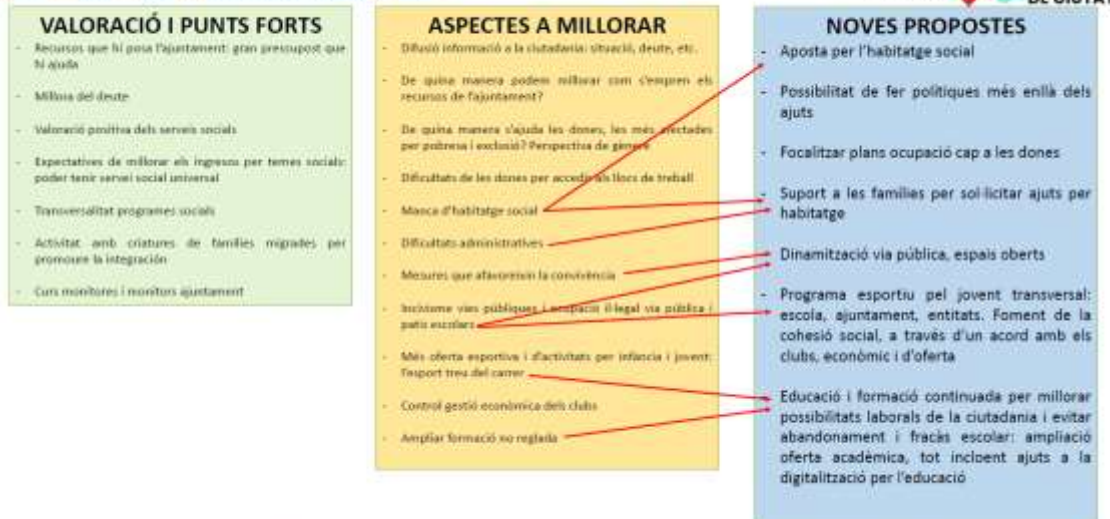 DE CIUTA
VALORACIÓ I PUNTS FORTS
- Recursos que hi posa l'ajuntament: gran pressupost que
hi ajuda
- Millora del deute
- Valoració positiva dels serveis socials
- Expectatives de millorar els ingresos per temes socials:
poder tenir servei social universal
- Transversalitat programes socials
- Activitat amb criatures de famílies migrades per
promoure la integración
- Curs monitores i monitors ajuntament
ASPECTES A MILLORAR
- Difusió informació a la ciutadania: situació, deute, etc.
- De quina manera podem millorar com s'empren els
recursos de l'ajuntament?
- De quina manera s'ajuda les dones, les més afectades
per pobresa i exclusió? Perspectiva de gènere
- Dificultats de les dones per accedir als llocs de treball
- Manca d'habitatge social
- Dificultats administratives
- Mesures que afavoreixin la convivència
- Incivisme vies públiques i ocupació il·legal via pública i
patis escolars
- Més oferta esportiva i d'activitats per infància i jovent:
l'esport treu del carrer
- Control gestió econòmica dels clubs
- Ampliar formació no reglada
NOVES PROPOSTES
- Aposta per l'habitatge social
- Possibilitat de fer polítiques més enllà dels
ajuts
- Focalitzar plans ocupació cap a les dones
- Suport a les famílies per sol·licitar ajuts per
habitatge
- Dinamització via pública, espais oberts
- Programa esportiu pel jovent transversal:
escola, ajuntament, entitats. Foment de la
cohesió social, a través d'un acord amb els
clubs, econòmic i d'oferta
- Educació i formació continuada per millorar
possibilitats laborals de la ciutadania i evitar
abandonament i fracàs escolar: ampliació
oferta acadèmica, tot incloent ajuts a la
digitalització per l'educació